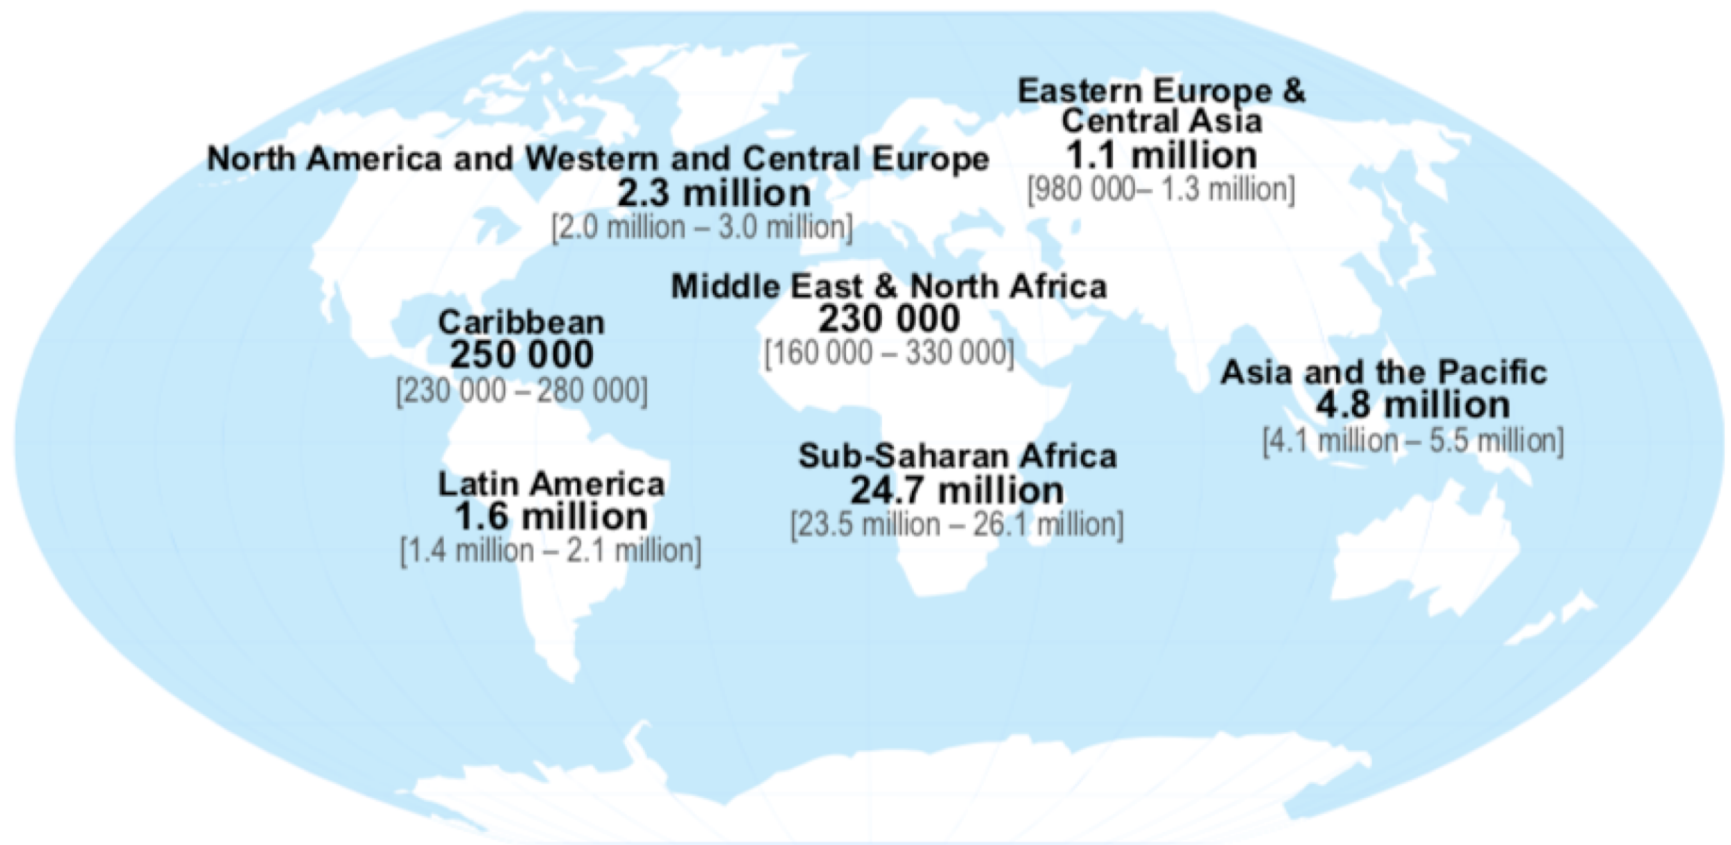 Eastern Europe &
Central Asia
1.1 million
[980 000– 1.3 million]
North America and Western and Central Europe
2.3 million
[2.0 million – 3.0 million]
Middle East & North Africa
230 000
[160 000 – 330 000]
Caribbean
250 000
[230 000 – 280 000]
Asia and the Pacific
4.8 million
[4.1 million – 5.5 million]
Sub-Saharan Africa
24.7 million
[23.5 million – 26.1 million]
Latin America
1.6 million
[1.4 million – 2.1 million]